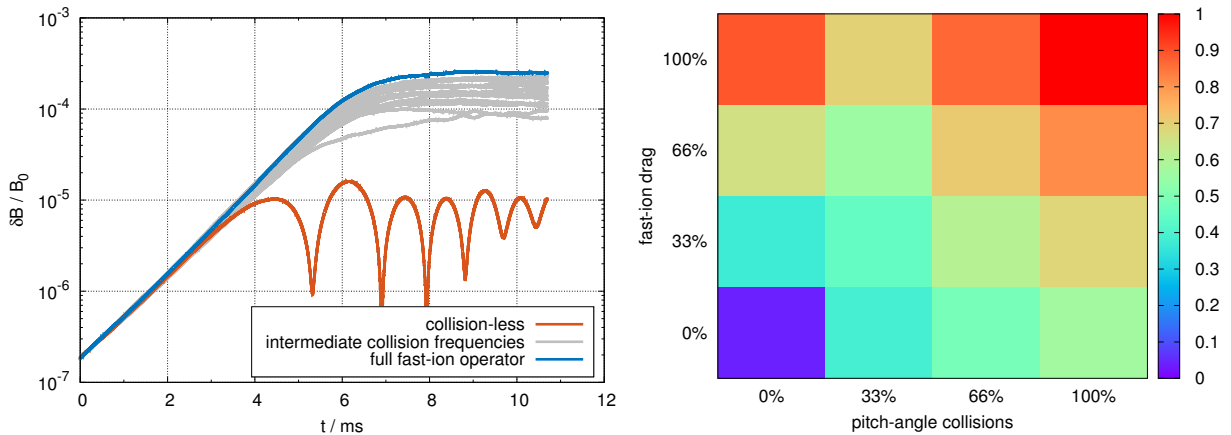 10^-3
10^-4
10^-5
10^-6
10^-7
δB / B_0
0 2 4 6 8 10 12
t / ms
collision-less
intermediate collision frequencies
full fast-ion operator
100%
66%
33%
0%
fast-ion drag
0% 33% 66% 100%
pitch-angle collisions
1
0.9
0.8
0.7
0.6
0.5
0.4
0.3
0.2
0.1
0